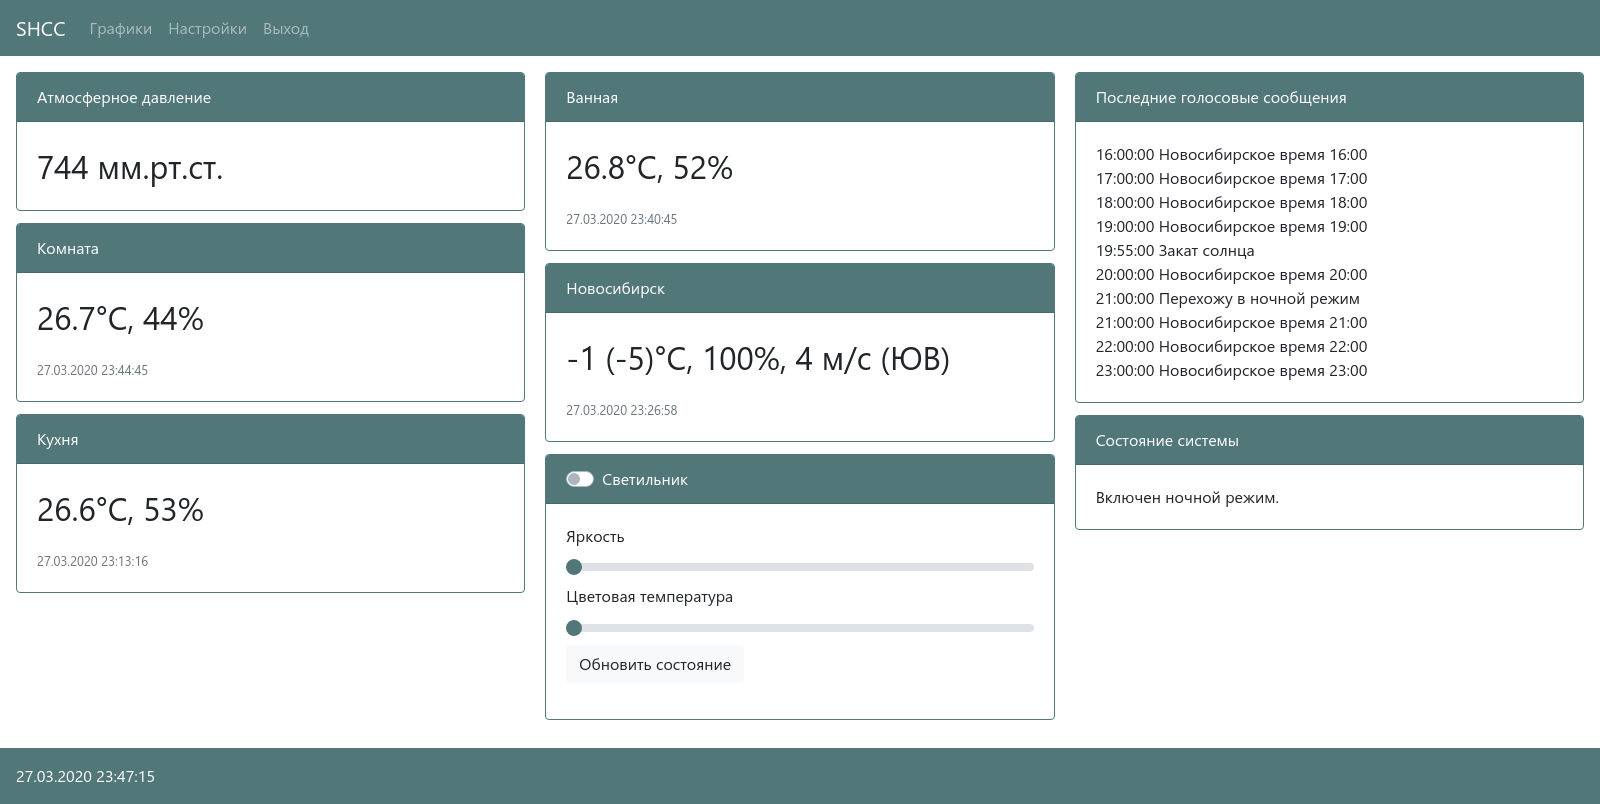 SHCC Графики Настройки Выход
Атмосферное давление
744 мм.рт.ст.
Комната
26.7°C, 44%
27.03.2020 23:44:45
Кухня
26.6°C, 53%
27.03.2020 23:13:16
Ванная
26.8°C, 52%
27.03.2020 23:40:45
Новосибирск
-1 (-5)°C, 100%, 4 м/с (ЮВ)
27.03.2020 23:26:58
Светильник
Яркость
Цветовая температура
Обновить состояние
Последние голосовые сообщения
16:00:00 Новосибирское время 16:00
17:00:00 Новосибирское время 17:00
18:00:00 Новосибирское время 18:00
19:00:00 Новосибирское время 19:00
19:55:00 Закат солнца
20:00:00 Новосибирское время 20:00
21:00:00 Перехожу в ночной режим
21:00:00 Новосибирское время 21:00
22:00:00 Новосибирское время 22:00
23:00:00 Новосибирское время 23:00
Состояние системы
Включен ночной режим.
27.03.2020 23:47:15